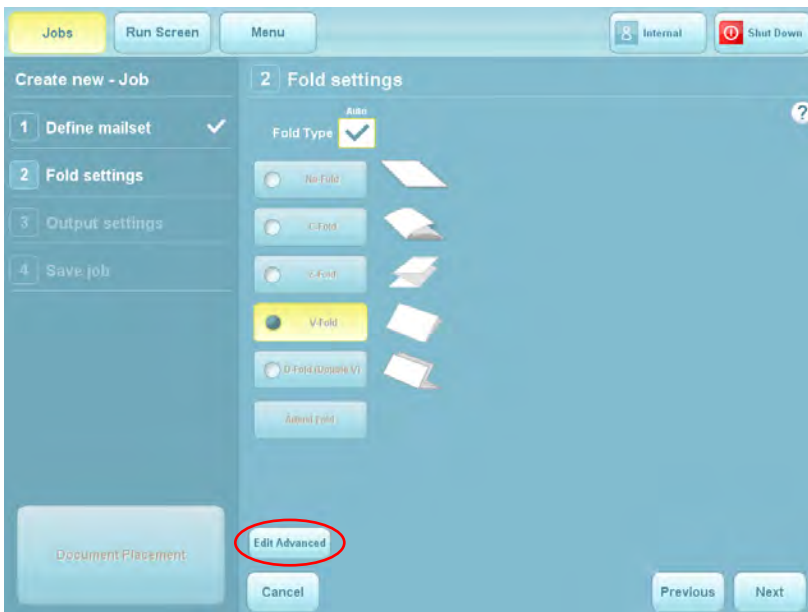 Jobs Run Screen Menu Internal Shut Down
Create new - Job
2 Fold settings
?
1 Define mailset
Auto
Fold Type
2 Fold settings
No-Fold
3 Output settings
C-Fold
4 Save job
Z-Fold
V-Fold
D-Fold (Double V)
Amend Fold
Document Placement
Edit Advanced
Cancel Previous Next